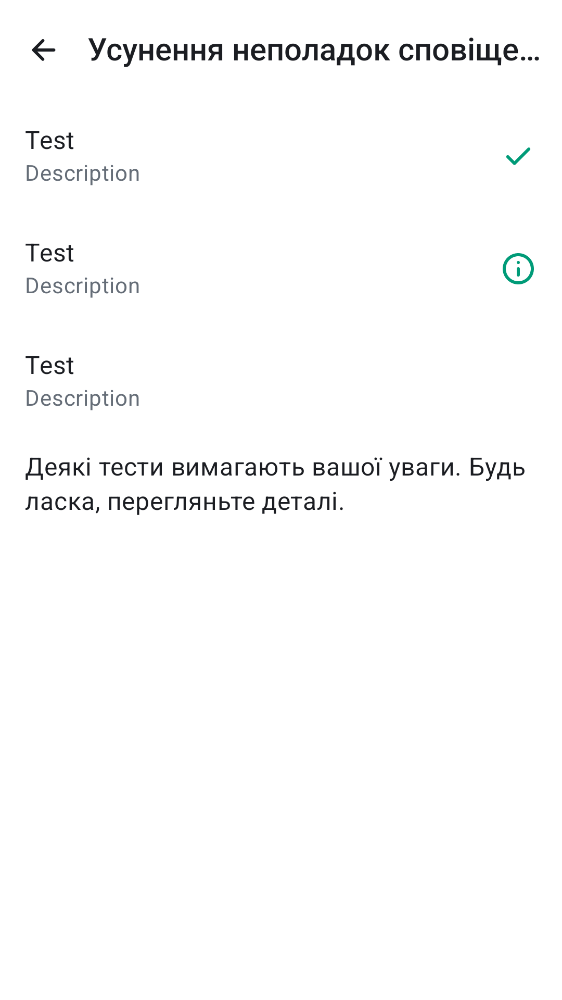 Усунення неполадок сповіще...
Test
Description
Test
Description
Test
Description
Деякі тести вимагають вашої уваги. Будь
ласка, перегляньте деталі.